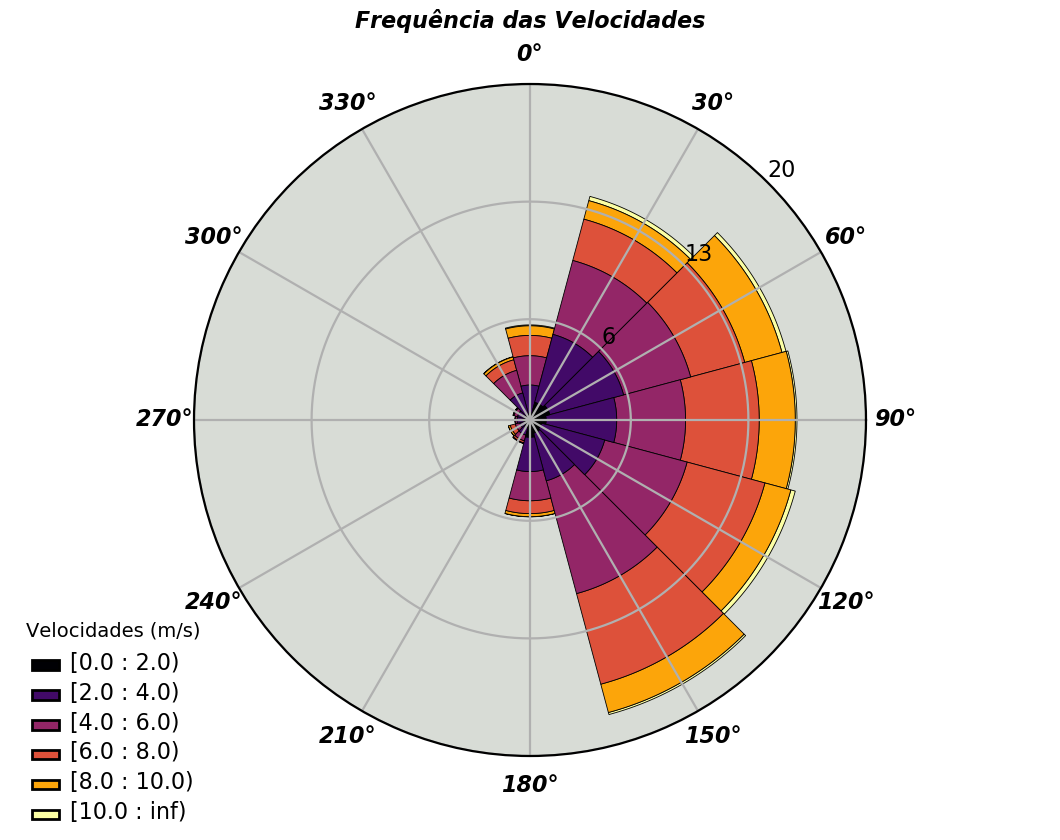 Frequência das Velocidades
0°
330°
30°
20
300°
60°
13
6
270°
90°
240°
120°
Velocidades (m/s)
[0.0 : 2.0)
[2.0 : 4.0)
[4.0 : 6.0)
210°
150°
[6.0 : 8.0)
[8.0 : 10.0)
180°
[10.0 : inf)